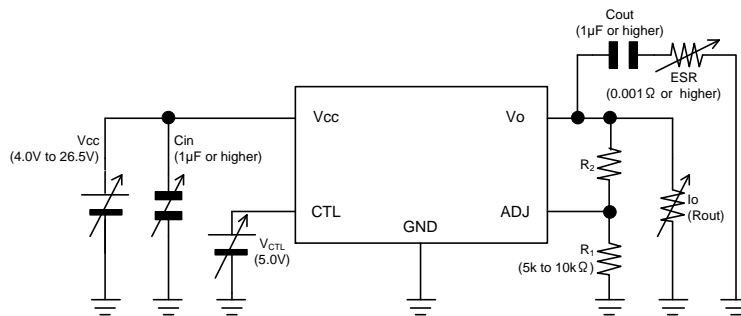 Cout
(1µF or higher)
ESR
(0.001Ω or higher)
Vcc
(4.0V to 26.5V)
Cin
(1µF or higher)
Vcc
Vo
CTL
ADJ
GND
VCTL
(5.0V)
R2
R1
(5k to 10kΩ)
Io
(Rout)